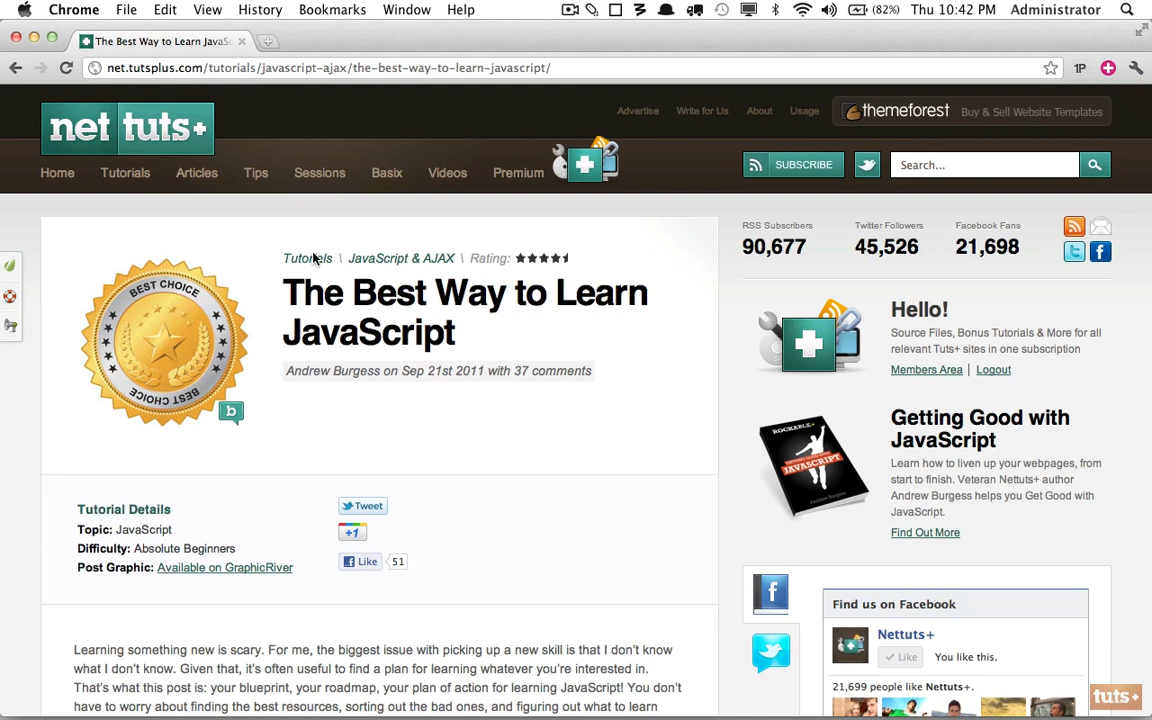 Chrome File Edit View History Bookmarks Window Help (82%) Thu 10:42 PM Administrator
The Best Way to Learn JavaSc
net.tutsplus.com/tutorials/javascript-ajax/the-best-way-to-learn-javascript/ 1P
Advertise Write for Us About Usage themeforest Buy & Sell Website Templates
net tuts+
Home Tutorials Articles Tips Sessions Basix Videos Premium
SUBSCRIBE Search...
RSS Subscribers Twitter Followers Facebook Fans
90,677 45,526 21,698
BEST CHOICE
BEST CHOICE
b
Tutorials \ JavaScript & AJAX \ Rating:
The Best Way to Learn
JavaScript
Andrew Burgess on Sep 21st 2011 with 37 comments
Hello!
Source Files, Bonus Tutorials & More for all
relevant Tuts+ sites in one subscription
Members Area | Logout
ROCKABLE
GETTING GOOD WITH
JAVASCRIPT
Andrew Burgess
Getting Good with
JavaScript
Learn how to liven up your webpages, from
start to finish. Veteran Nettuts+ author
Andrew Burgess helps you Get Good with
JavaScript.
Find Out More
Tutorial Details
Topic: JavaScript
Difficulty: Absolute Beginners
Post Graphic: Available on GraphicRiver
Tweet
+1
Like 51
Find us on Facebook
Nettuts+
Like You like this.
21,699 people like Nettuts+.
Learning something new is scary. For me, the biggest issue with picking up a new skill is that I don't know
what I don't know. Given that, it's often useful to find a plan for learning whatever you're interested in.
That's what this post is: your blueprint, your roadmap, your plan of action for learning JavaScript! You don't
have to worry about finding the best resources, sorting out the bad ones, and figuring out what to learn
tuts+